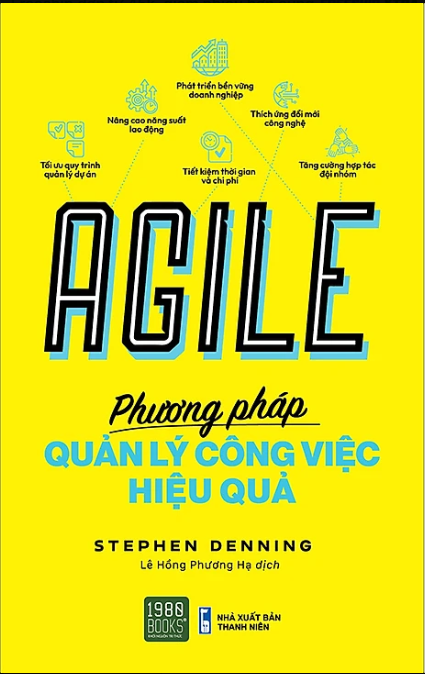 Phát triển bền vững
doanh nghiệp
Nâng cao năng suất
lao động
Thích ứng đổi mới
công nghệ
Tối ưu quy trình
quản lý dự án
Tiết kiệm thời gian
và chi phí
Tăng cường hợp tác
đội nhóm
AGILE
Phương pháp
QUẢN LÝ CÔNG VIỆC
HIỆU QUẢ
STEPHEN DENNING
Lê Hồng Phương Hạ dịch
1980
BOOKS
NHÀ XUẤT BẢN
THANH NIÊN